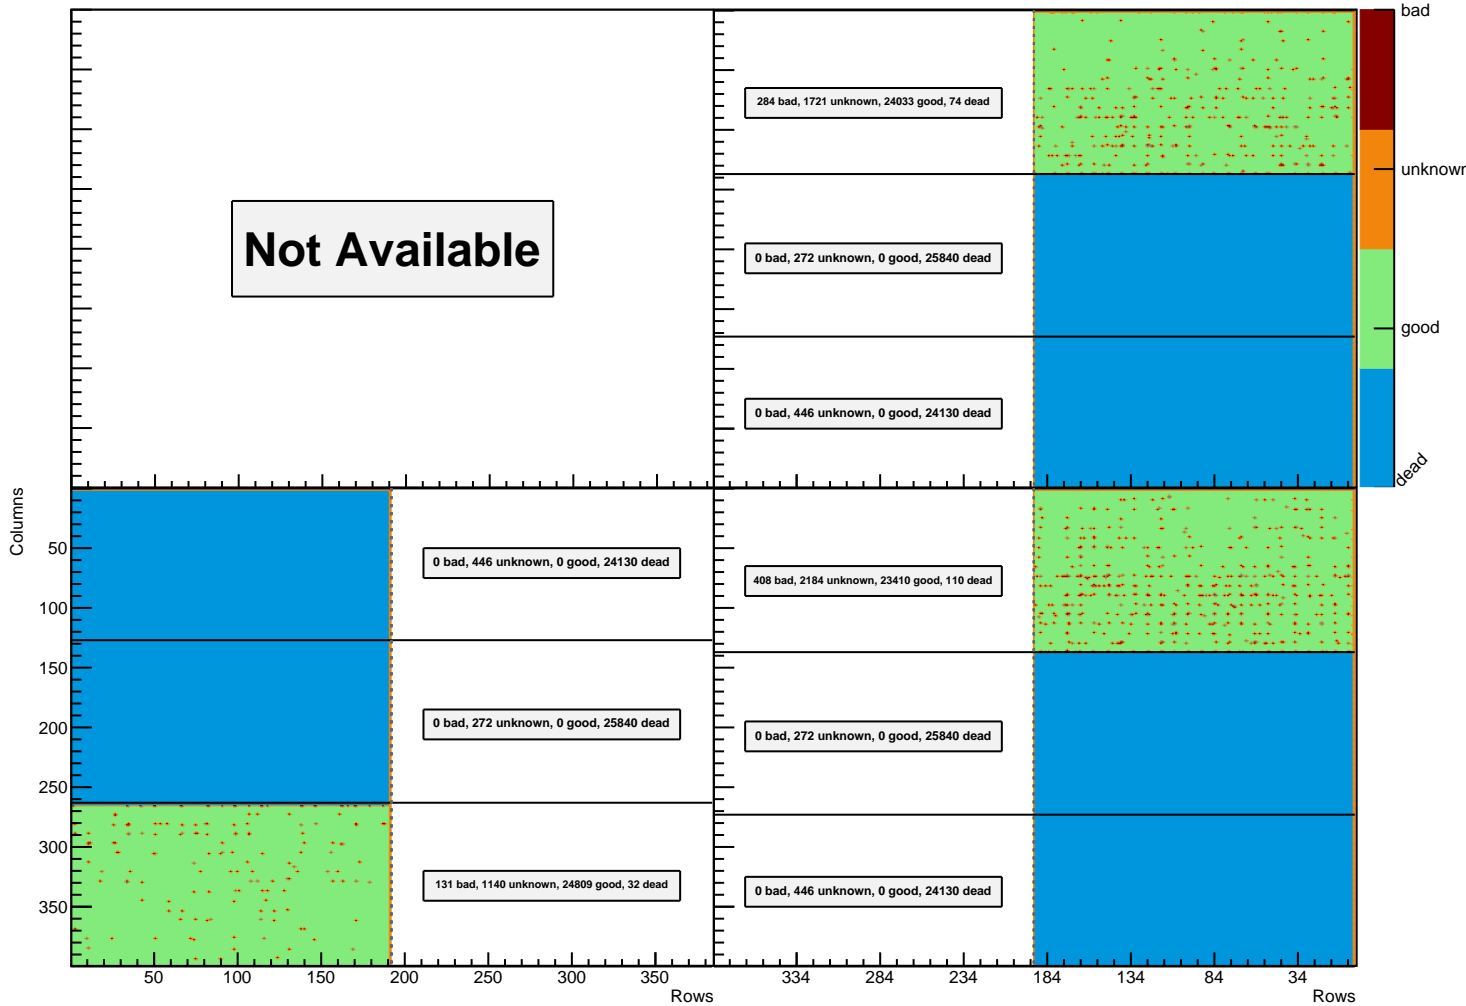 bad
unknown
good
dead
284 bad, 1721 unknown, 24033 good, 74 dead
0 bad, 272 unknown, 0 good, 25840 dead
0 bad, 446 unknown, 0 good, 24130 dead
Not Available
Columns
50
100
150
200
250
300
350
0 bad, 446 unknown, 0 good, 24130 dead
0 bad, 272 unknown, 0 good, 25840 dead
131 bad, 1140 unknown, 24809 good, 32 dead
408 bad, 2184 unknown, 23410 good, 110 dead
0 bad, 272 unknown, 0 good, 25840 dead
0 bad, 446 unknown, 0 good, 24130 dead
50 100 150 200 250 300 350
Rows
334 284 234 184 134 84 34
Rows